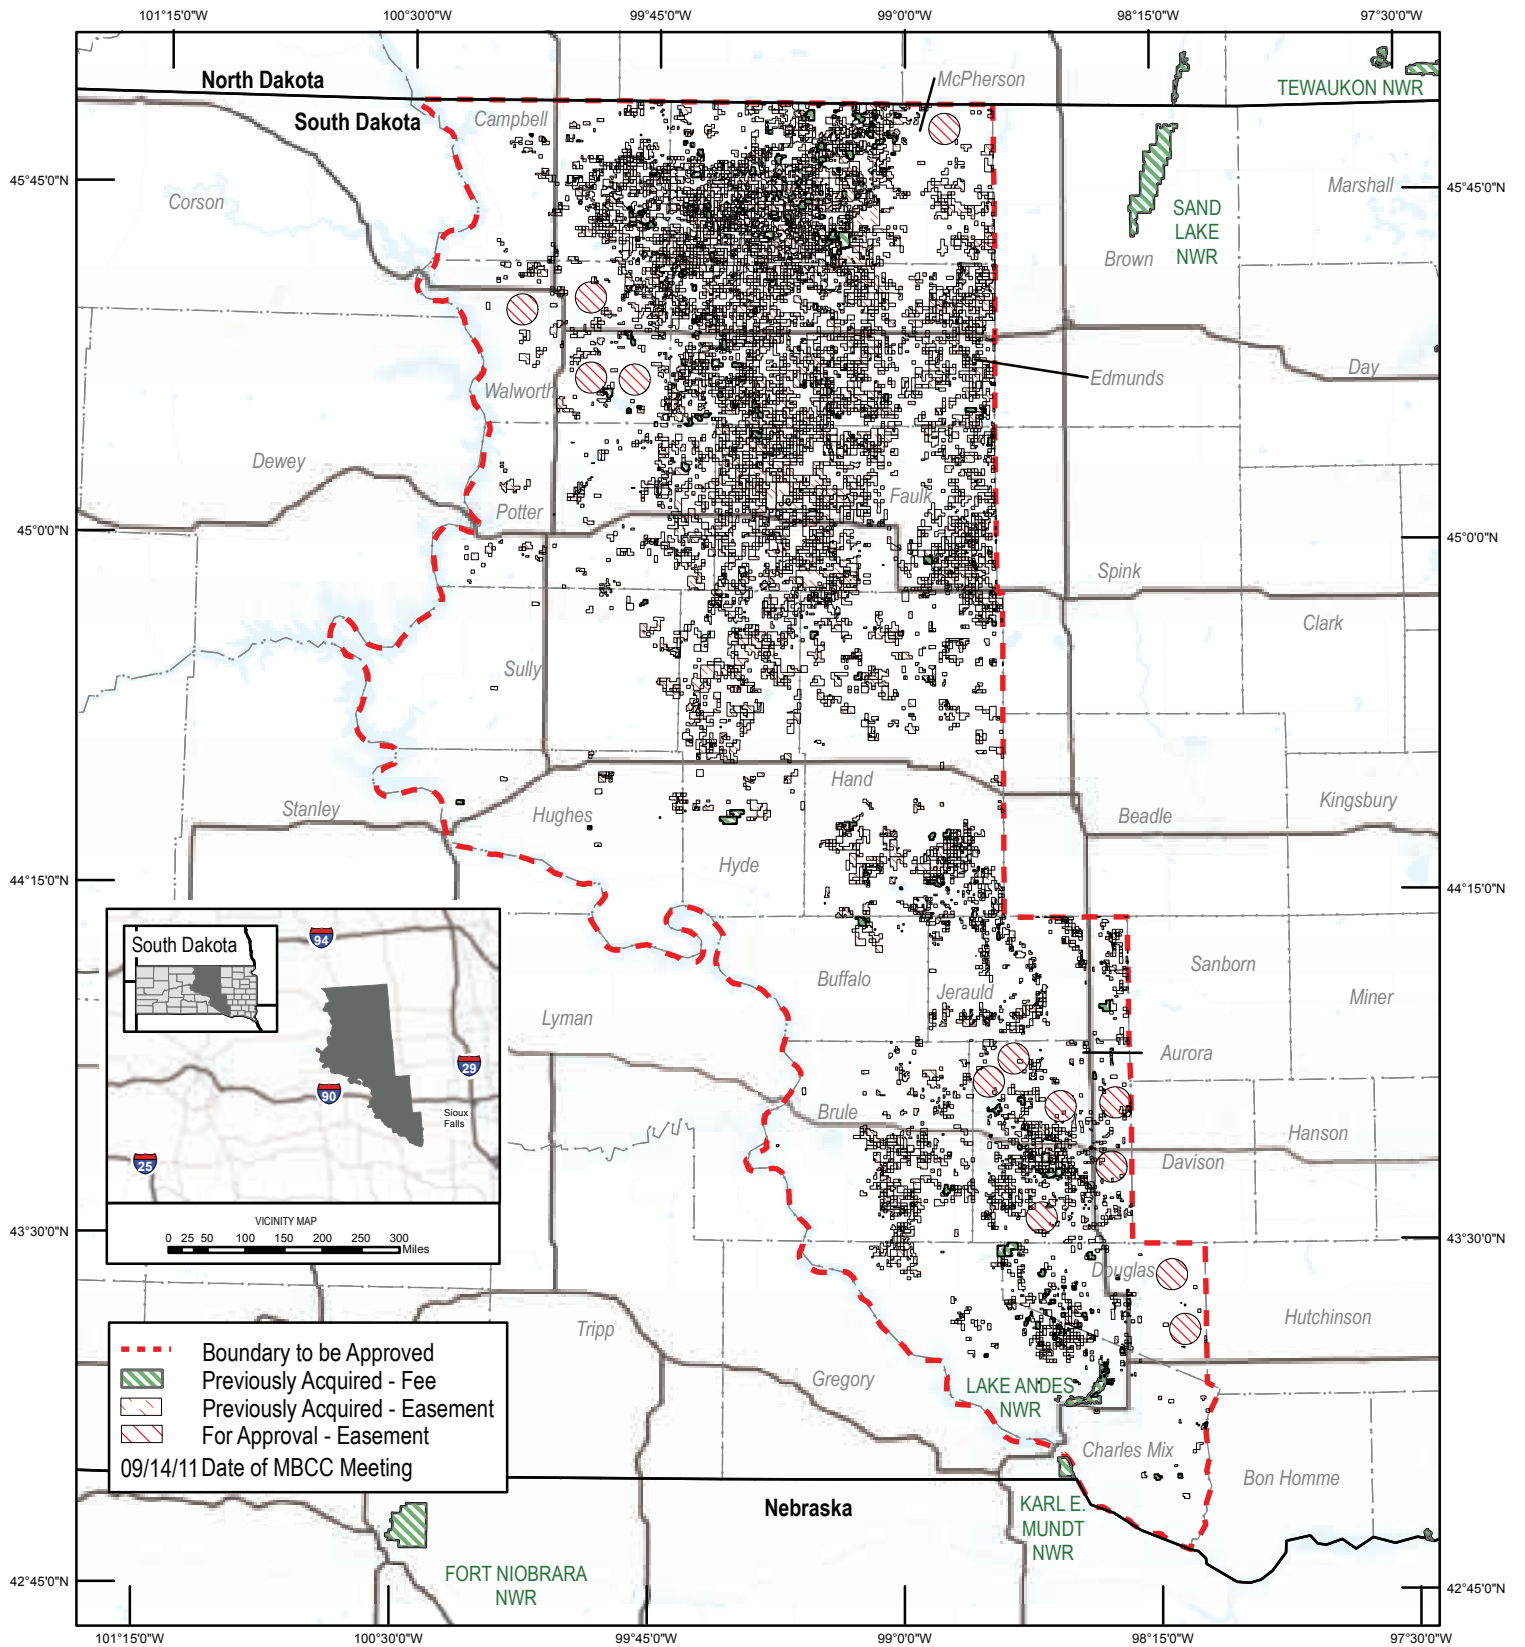 101°15'0"W 100°30'0"W 99°45'0"W 99°0'0"W 98°15'0"W 97°30'0"W
North Dakota
McPherson
TEWAUKON NWR
South Dakota
Campbell
45°45'0"N
45°45'0"N
Corson
Marshall
SAND
LAKE
NWR
Brown
Walworth
Edmunds
Day
Dewey
Potter
Faulk
45°0'0"N
45°0'0"N
Spink
Clark
Sully
Hand
Stanley
Hughes
Beadle
Kingsbury
Hyde
44°15'0"N
44°15'0"N
South Dakota
94
Buffalo
Jerauld
Sanborn
Miner
Lyman
Aurora
29
90
Sioux
Falls
Brule
Hanson
25
Davison
VICINITY MAP
0 25 50 100 150 200 250 300
Miles
43°30'0"N
43°30'0"N
Douglas
Hutchinson
Tripp
Boundary to be Approved
Previously Acquired - Fee
Previously Acquired - Easement
For Approval - Easement
09/14/11 Date of MBCC Meeting
Gregory
LAKE ANDES
NWR
Charles Mix
Bon Homme
Nebraska
KARL E.
MUNDT
NWR
FORT NIOBRARA
NWR
42°45'0"N
42°45'0"N
101°15'0"W 100°30'0"W 99°45'0"W 99°0'0"W 98°15'0"W 97°30'0"W